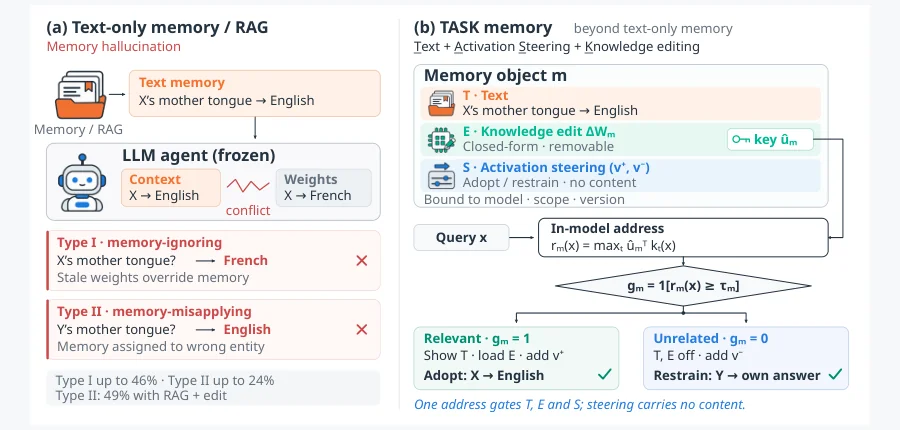 (a) Text-only memory / RAG
Memory hallucination
Text memory
X's mother tongue → English
Memory / RAG
LLM agent (frozen)
Context
X → English
conflict
Weights
X → French
Type I · memory-ignoring
X's mother tongue? → French ✕
Stale weights override memory
Type II · memory-misapplying
Y's mother tongue? → English ✕
Memory assigned to wrong entity
Type I up to 46% · Type II up to 24%
Type II: 49% with RAG + edit
(b) TASK memory beyond text-only memory
Text + Activation Steering + Knowledge editing
Memory object m
T · Text
X's mother tongue → English
E · Knowledge edit ΔWₘ
Closed-form · removable
key ûₘ
S · Activation steering (v⁺, v⁻)
Adopt / restrain · no content
Bound to model · scope · version
Query x
In-model address
rₘ(x) = maxₜ ûₘᵀ kₜ(x)
gₘ = 1[rₘ(x) ≥ τₘ]
Relevant · gₘ = 1
Show T · load E · add v⁺
Adopt: X → English ✓
Unrelated · gₘ = 0
T, E off · add v⁻
Restrain: Y → own answer ✓
One address gates T, E and S; steering carries no content.